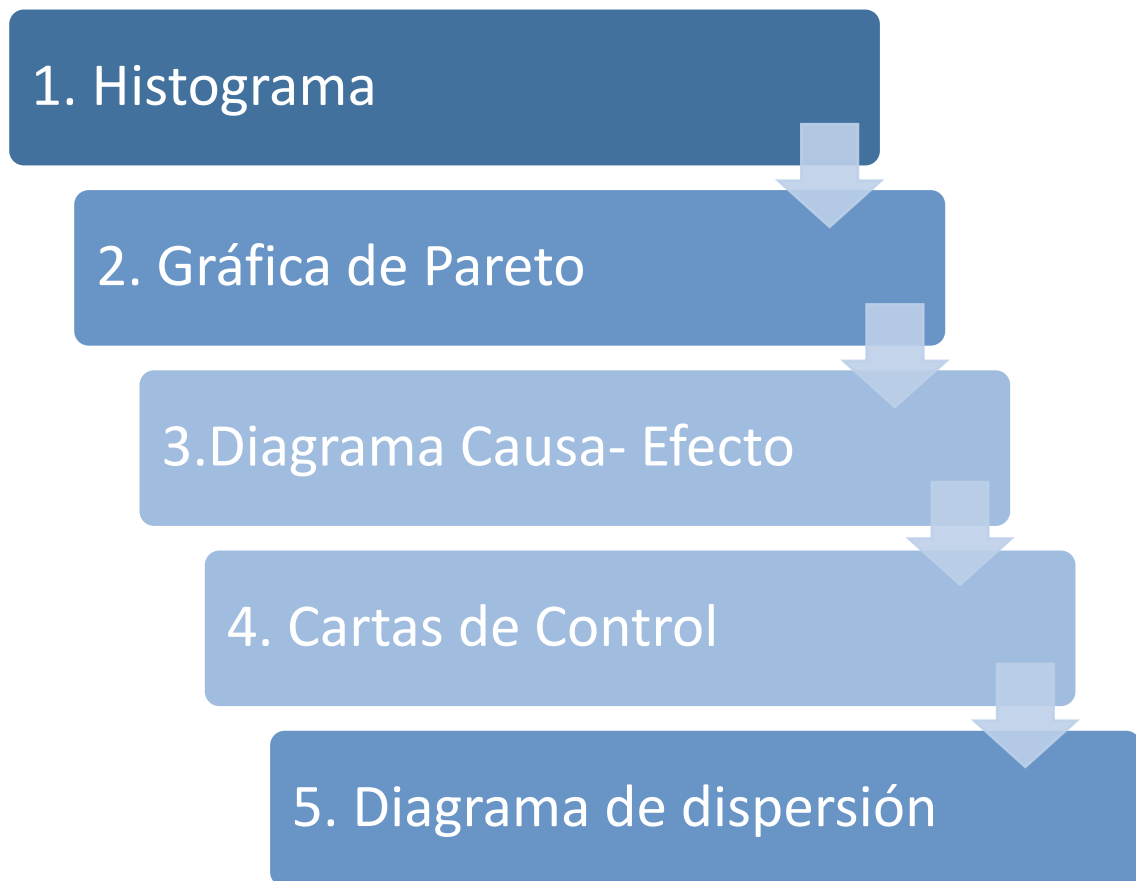 1. Histograma
2. Gráfica de Pareto
3.Diagrama Causa- Efecto
4. Cartas de Control
5. Diagrama de dispersión